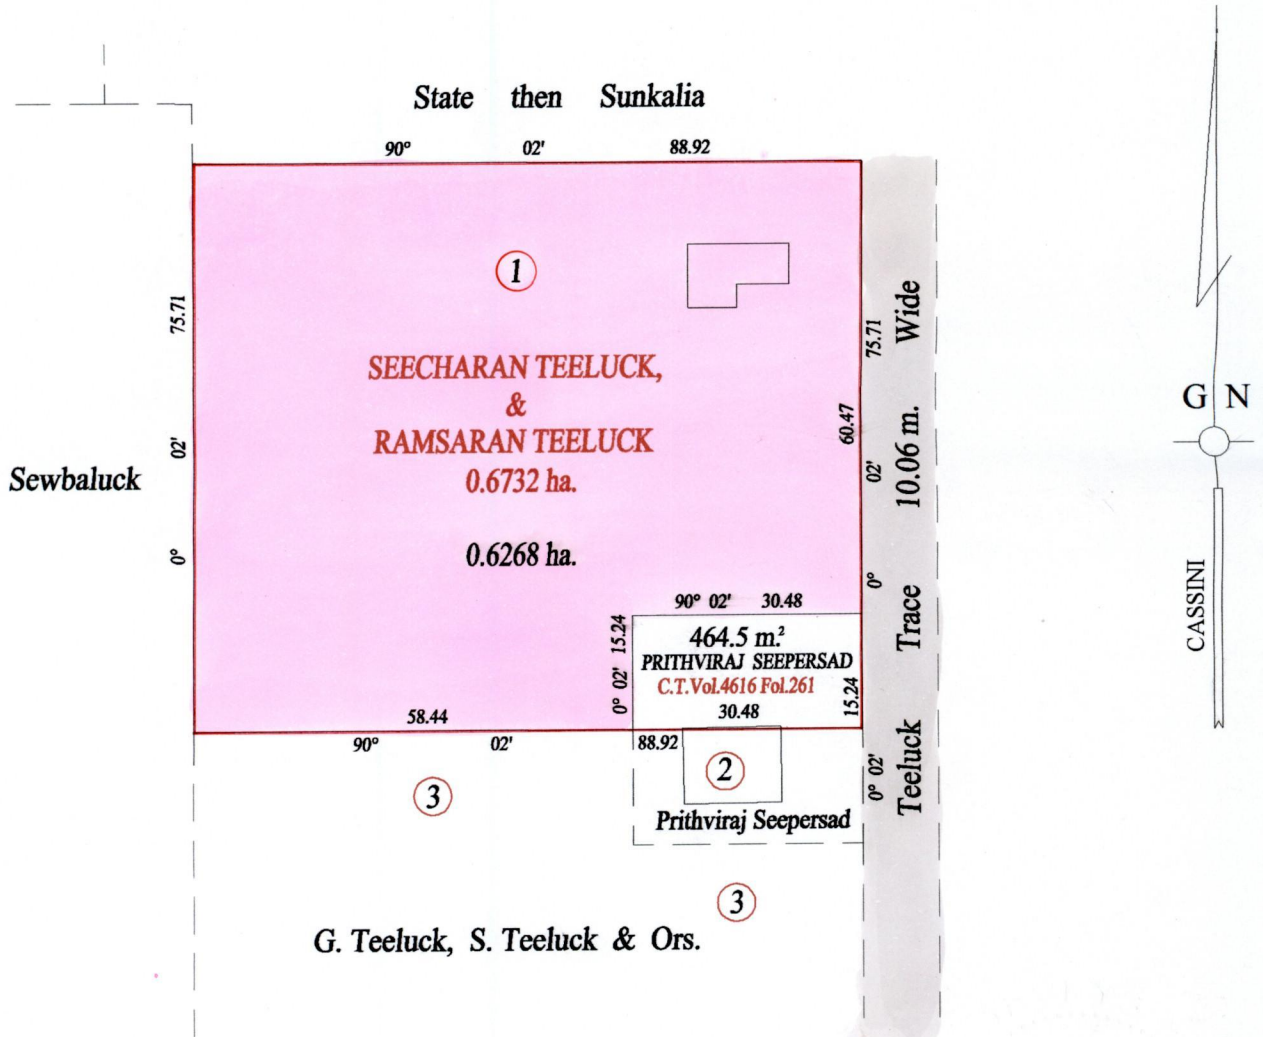 State then Sunkalia
90° 02' 88.92
1
SEECHARAN TEELUCK,
&
RAMSARAN TEELUCK
0.6732 ha.
0.6268 ha.
Sewbaluck
0° 02' 75.71
0° 02' 75.71
60.47
Teeluck Trace 10.06 m. Wide
G N
CASSINI
90° 02' 30.48
0° 02' 15.24
464.5 m.²
PRITHVIRAJ SEEPERSAD
C.T.Vol.4616 Fol.261
30.48
15.24
58.44
90° 02' 88.92
0° 02'
2
Prithviraj Seepersad
3
3
G. Teeluck, S. Teeluck & Ors.